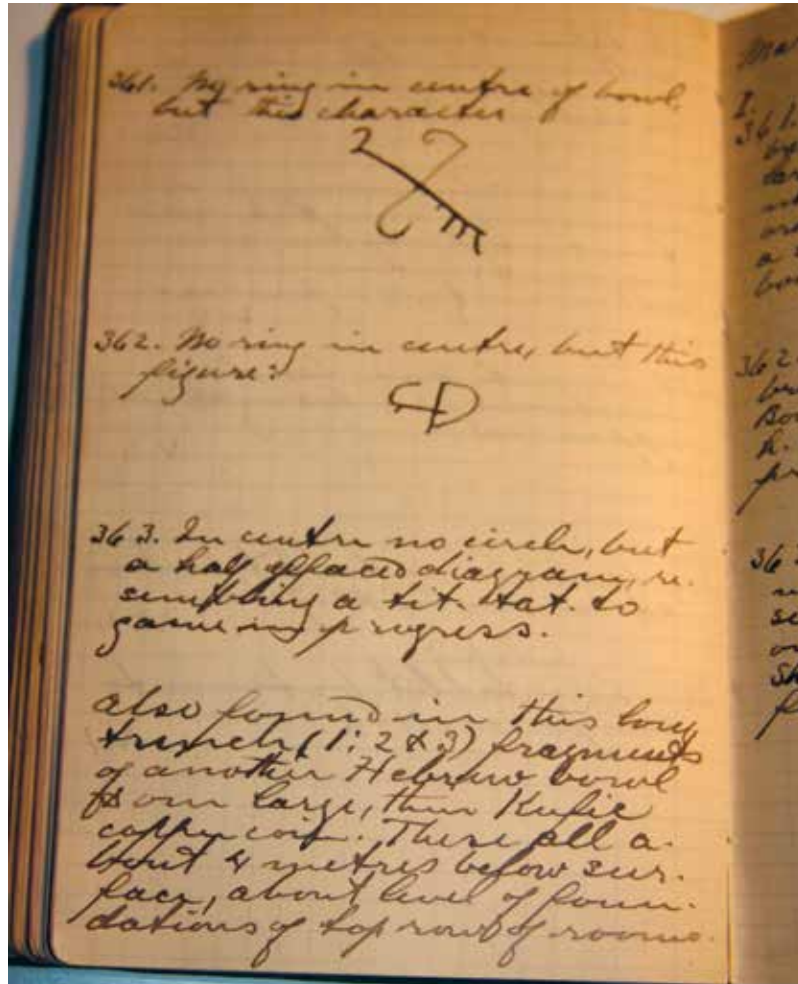 361. No ring in centre of bowl,
but this character
362. No ring in centre, but this
figure:
363. In centre no circle, but
a half effaced diagram, re-
sembling a tit-tat-to
game in progress.
also found in this long
trench (1: 2 & 3) fragments
of another Hebrew bowl
large, thin Kufic
copper coin. These all a-
bout 4 metres below sur-
face, about level of foun-
dations of top row of rooms.
I.
361.
362
363